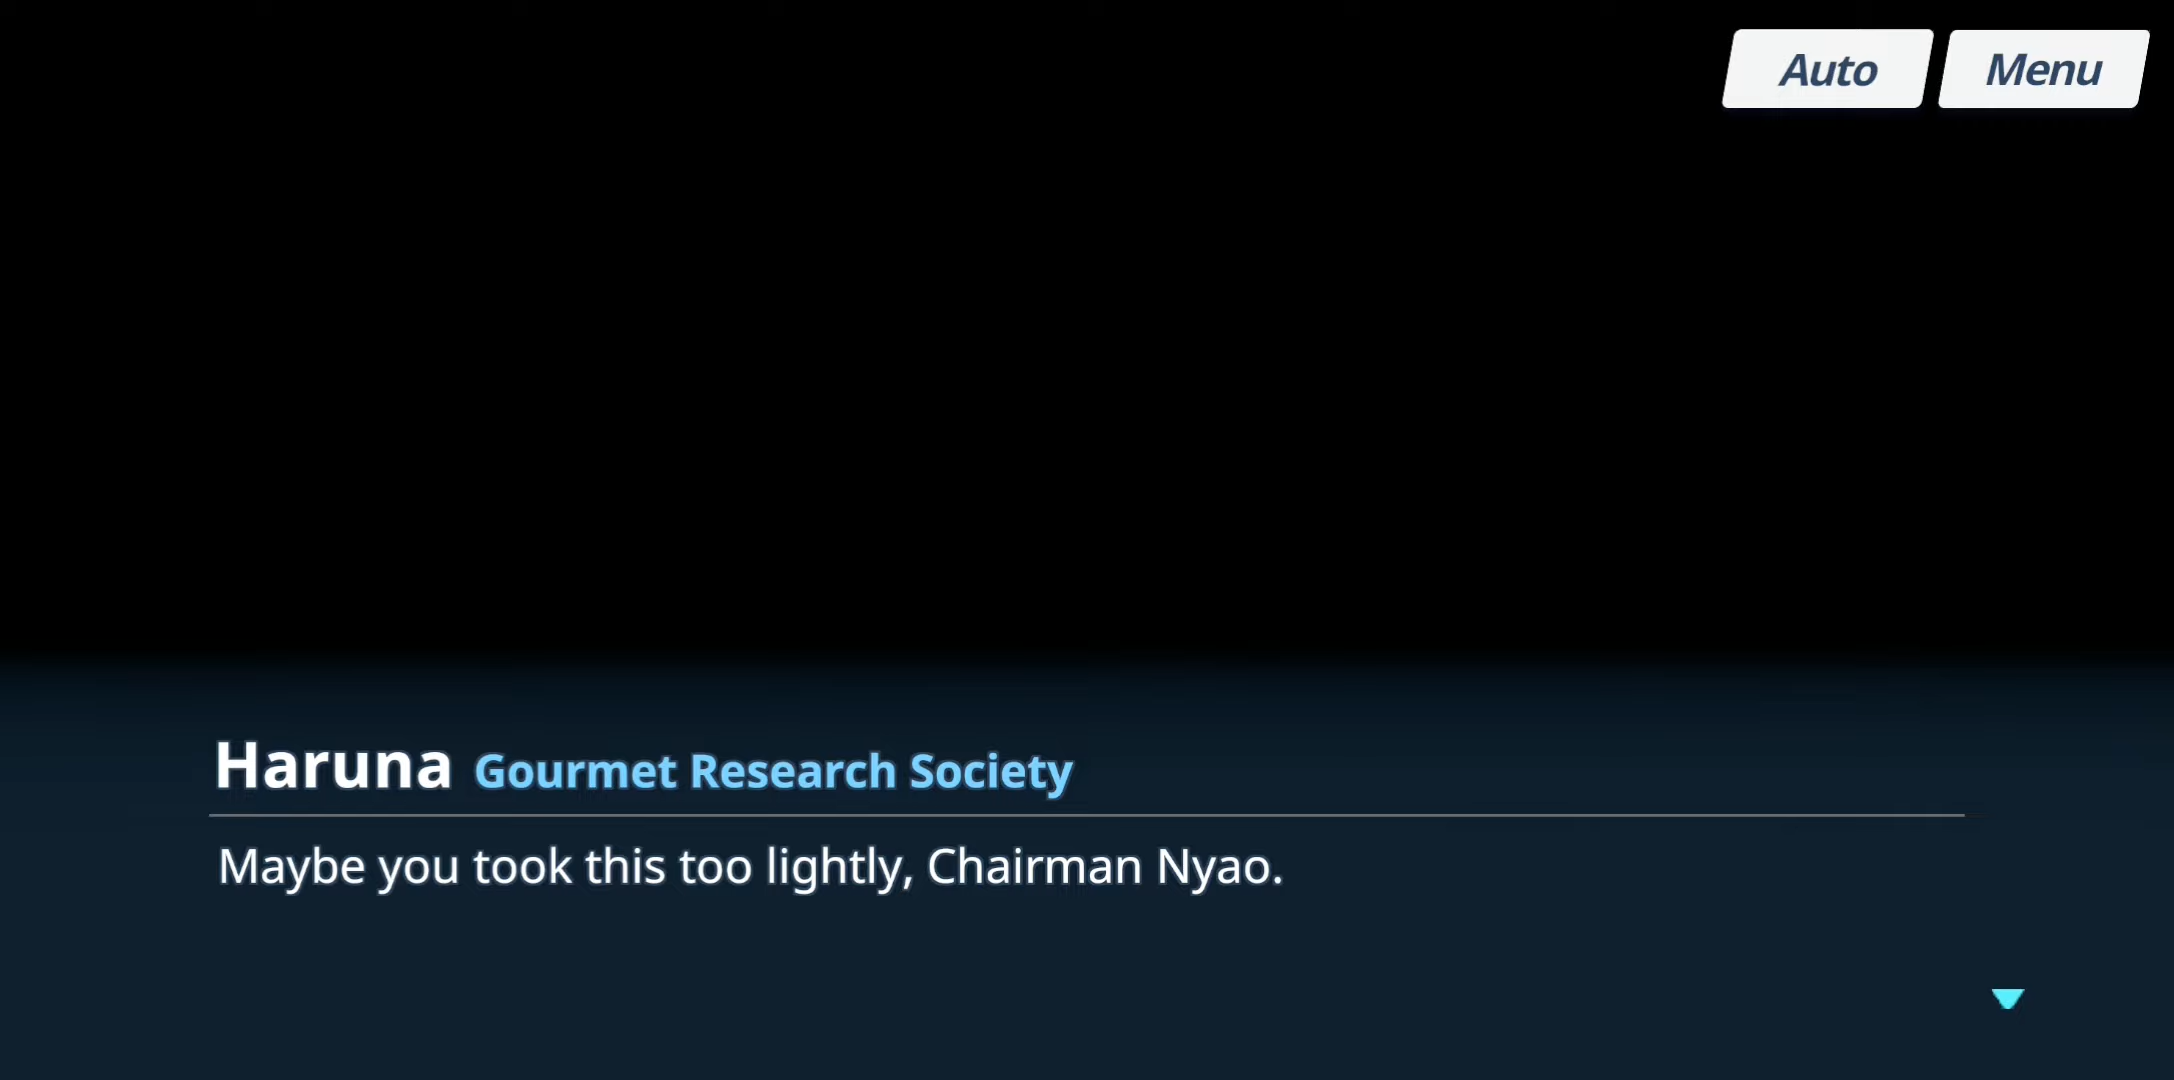 Auto Menu
Haruna Gourmet Research Society
Maybe you took this too lightly, Chairman Nyao.